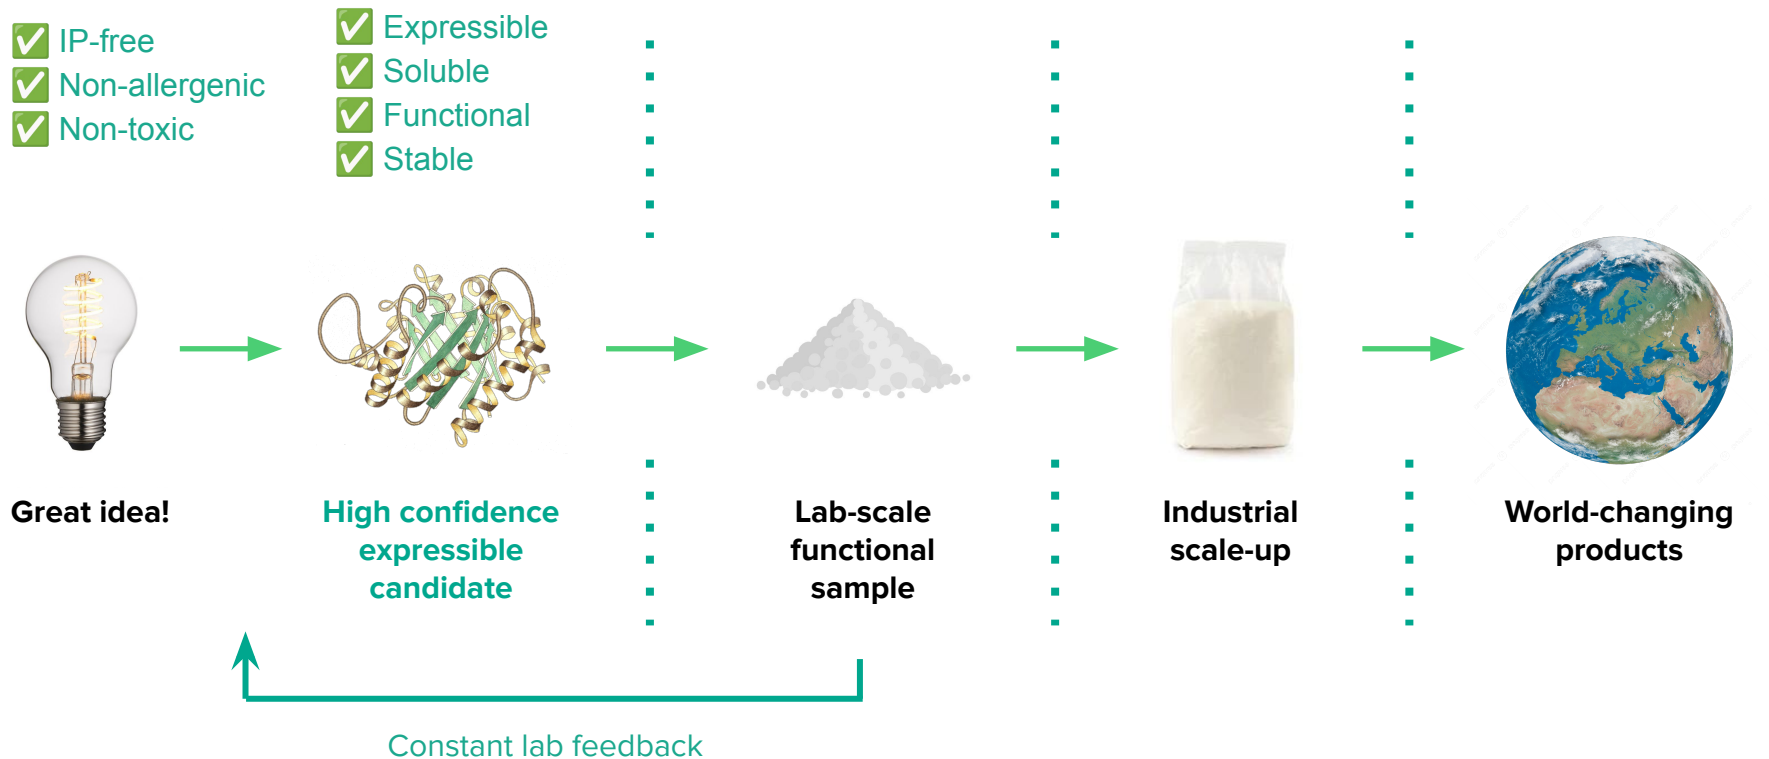 IP-free
Non-allergenic
Non-toxic
Expressible
Soluble
Functional
Stable
Great idea!
High confidence
expressible
candidate
Lab-scale
functional
sample
Industrial
scale-up
World-changing
products
Constant lab feedback